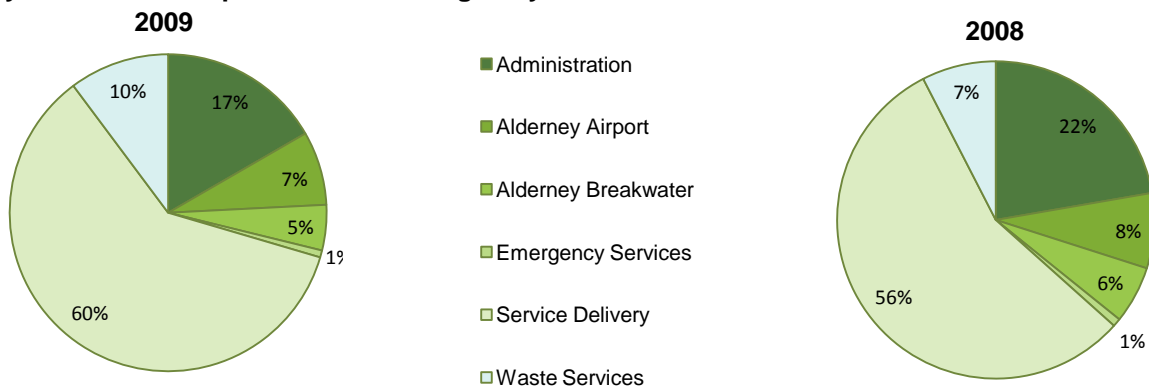 2009
2008
10%
17%
7%
5%
1%
60%
Administration
Alderney Airport
Alderney Breakwater
Emergency Services
Service Delivery
Waste Services
7%
22%
8%
6%
1%
56%